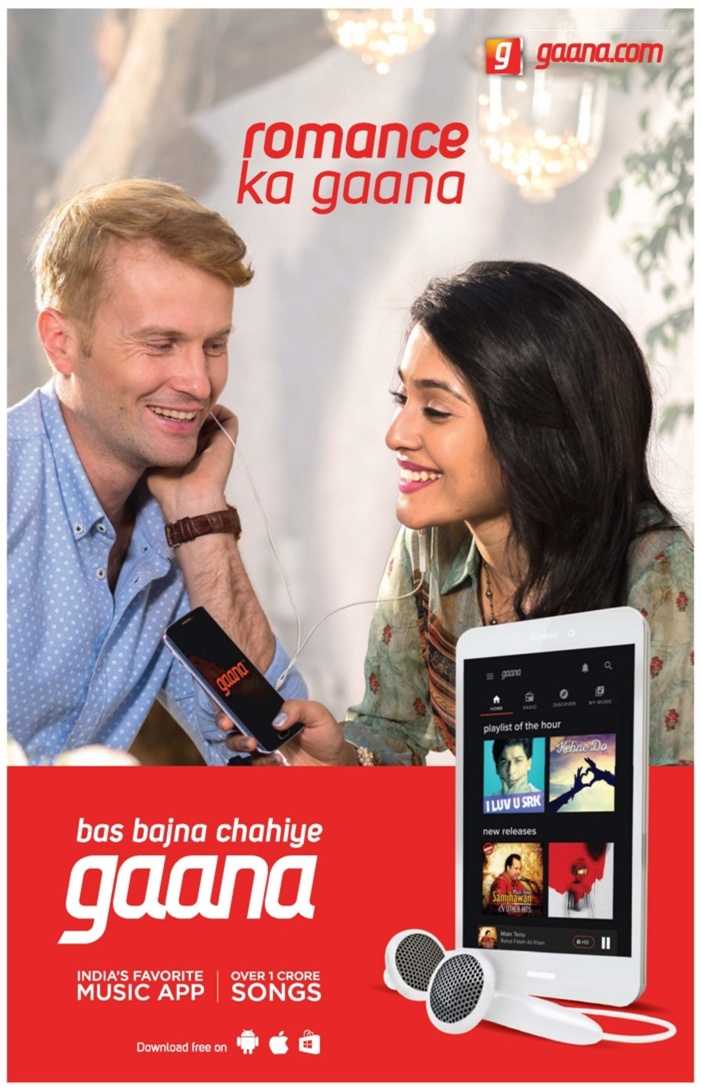 g gaana.com
romance
ka gaana
gaana
gaana
HOME RADIO DISCOVER MY MUSIC
playlist of the hour
I LUV U SRK
Kehne Do
new releases
Samjhawan
& OTHER HITS
Main Tenu
Rahat Fateh Ali Khan
HD
bas bajna chahiye
gaana
INDIA'S FAVORITE
MUSIC APP
OVER 1 CRORE
SONGS
Download free on